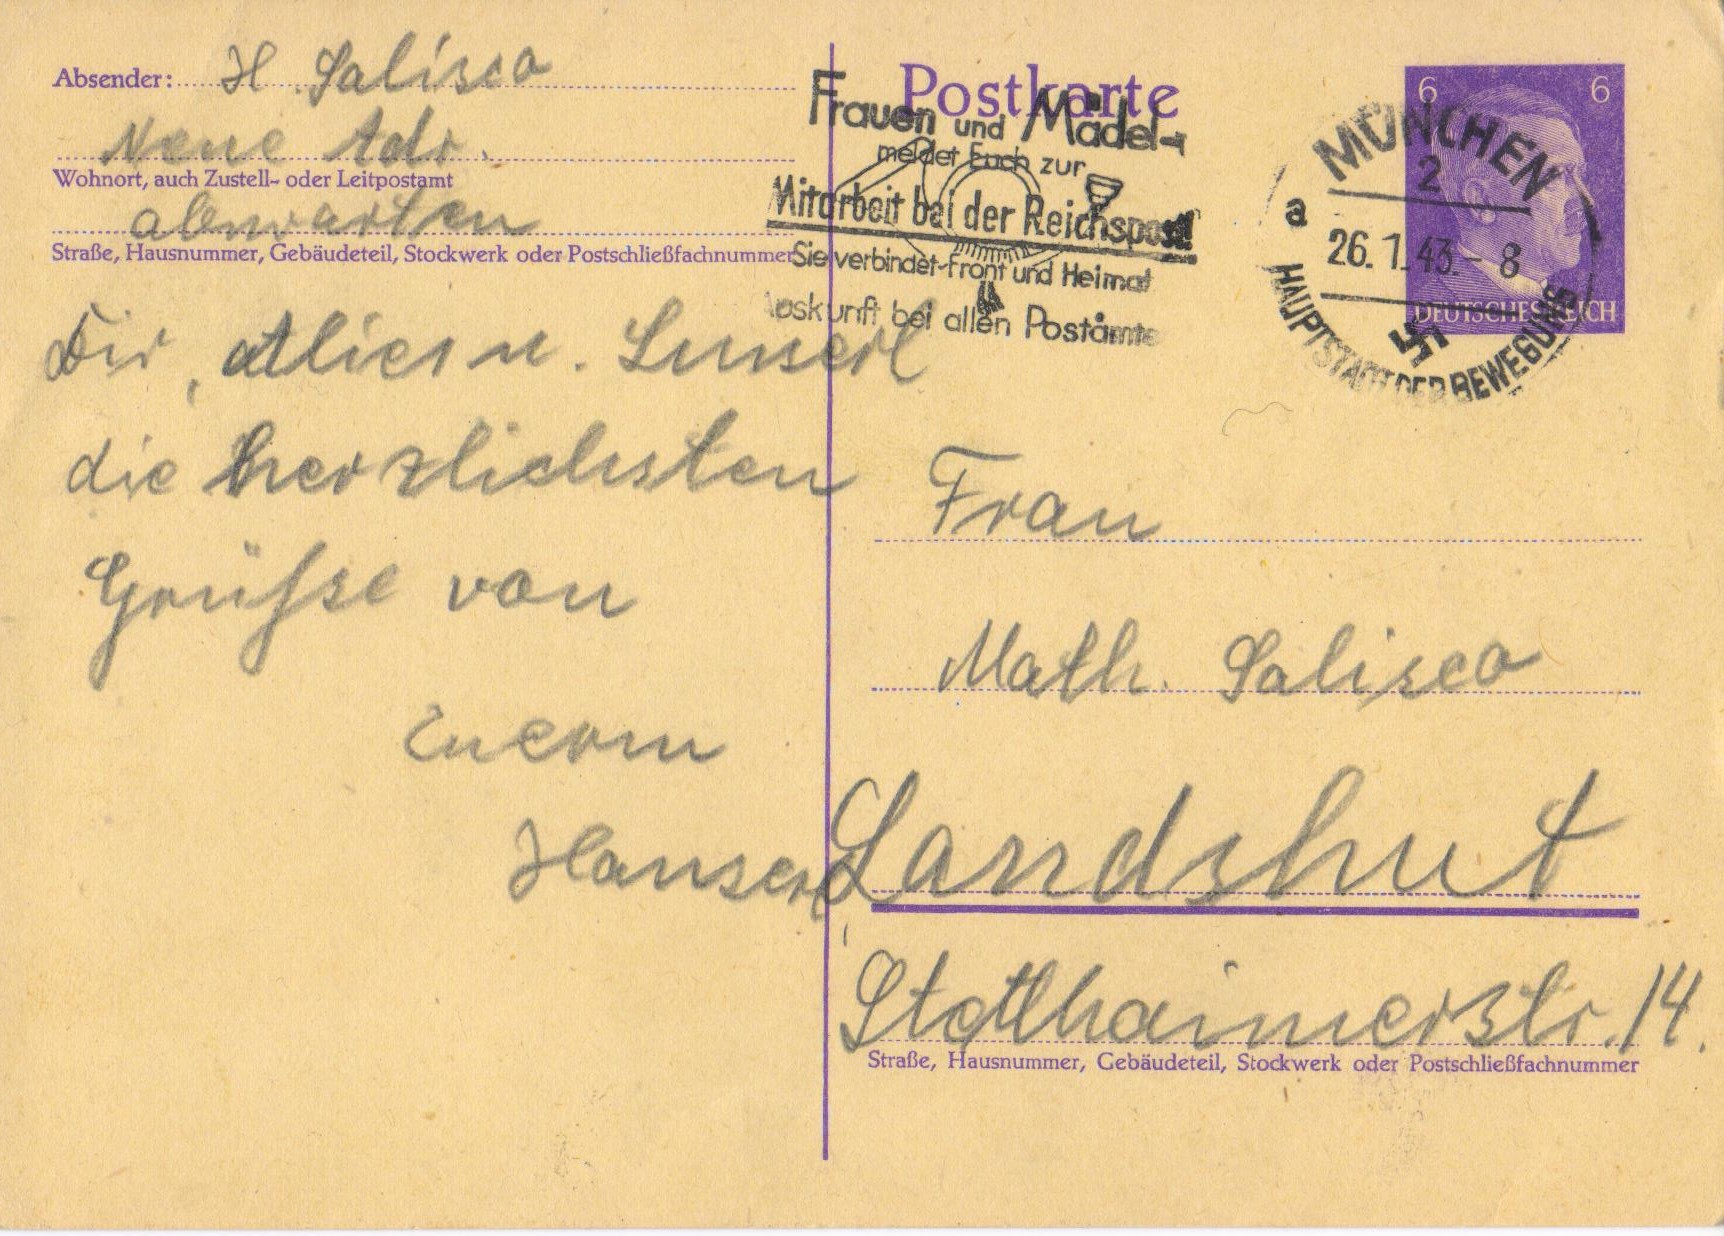 Absender: H. Salisco
Neue Adr.
Wohnort, auch Zustell- oder Leitpostamt
abwarten
Straße, Hausnummer, Gebäudeteil, Stockwerk oder Postschließfachnummer
Dir, u.
die herzlichsten
Grüsse von
Euerm
Hanserl
Postkarte
Frauen und Mädel
meldet Euch zur
Mitarbeit bei der Reichspost!
Sie verbindet Front und Heimat
Auskunft bei allen Postämtern
6 6
DEUTSCHES REICH
MÜNCHEN
2
a
26.1.43.-8
HAUPTSTADT DER BEWEGUNG
Frau
Math. Salisco
Landshut
Stethaimerstr. 14.
Straße, Hausnummer, Gebäudeteil, Stockwerk oder Postschließfachnummer